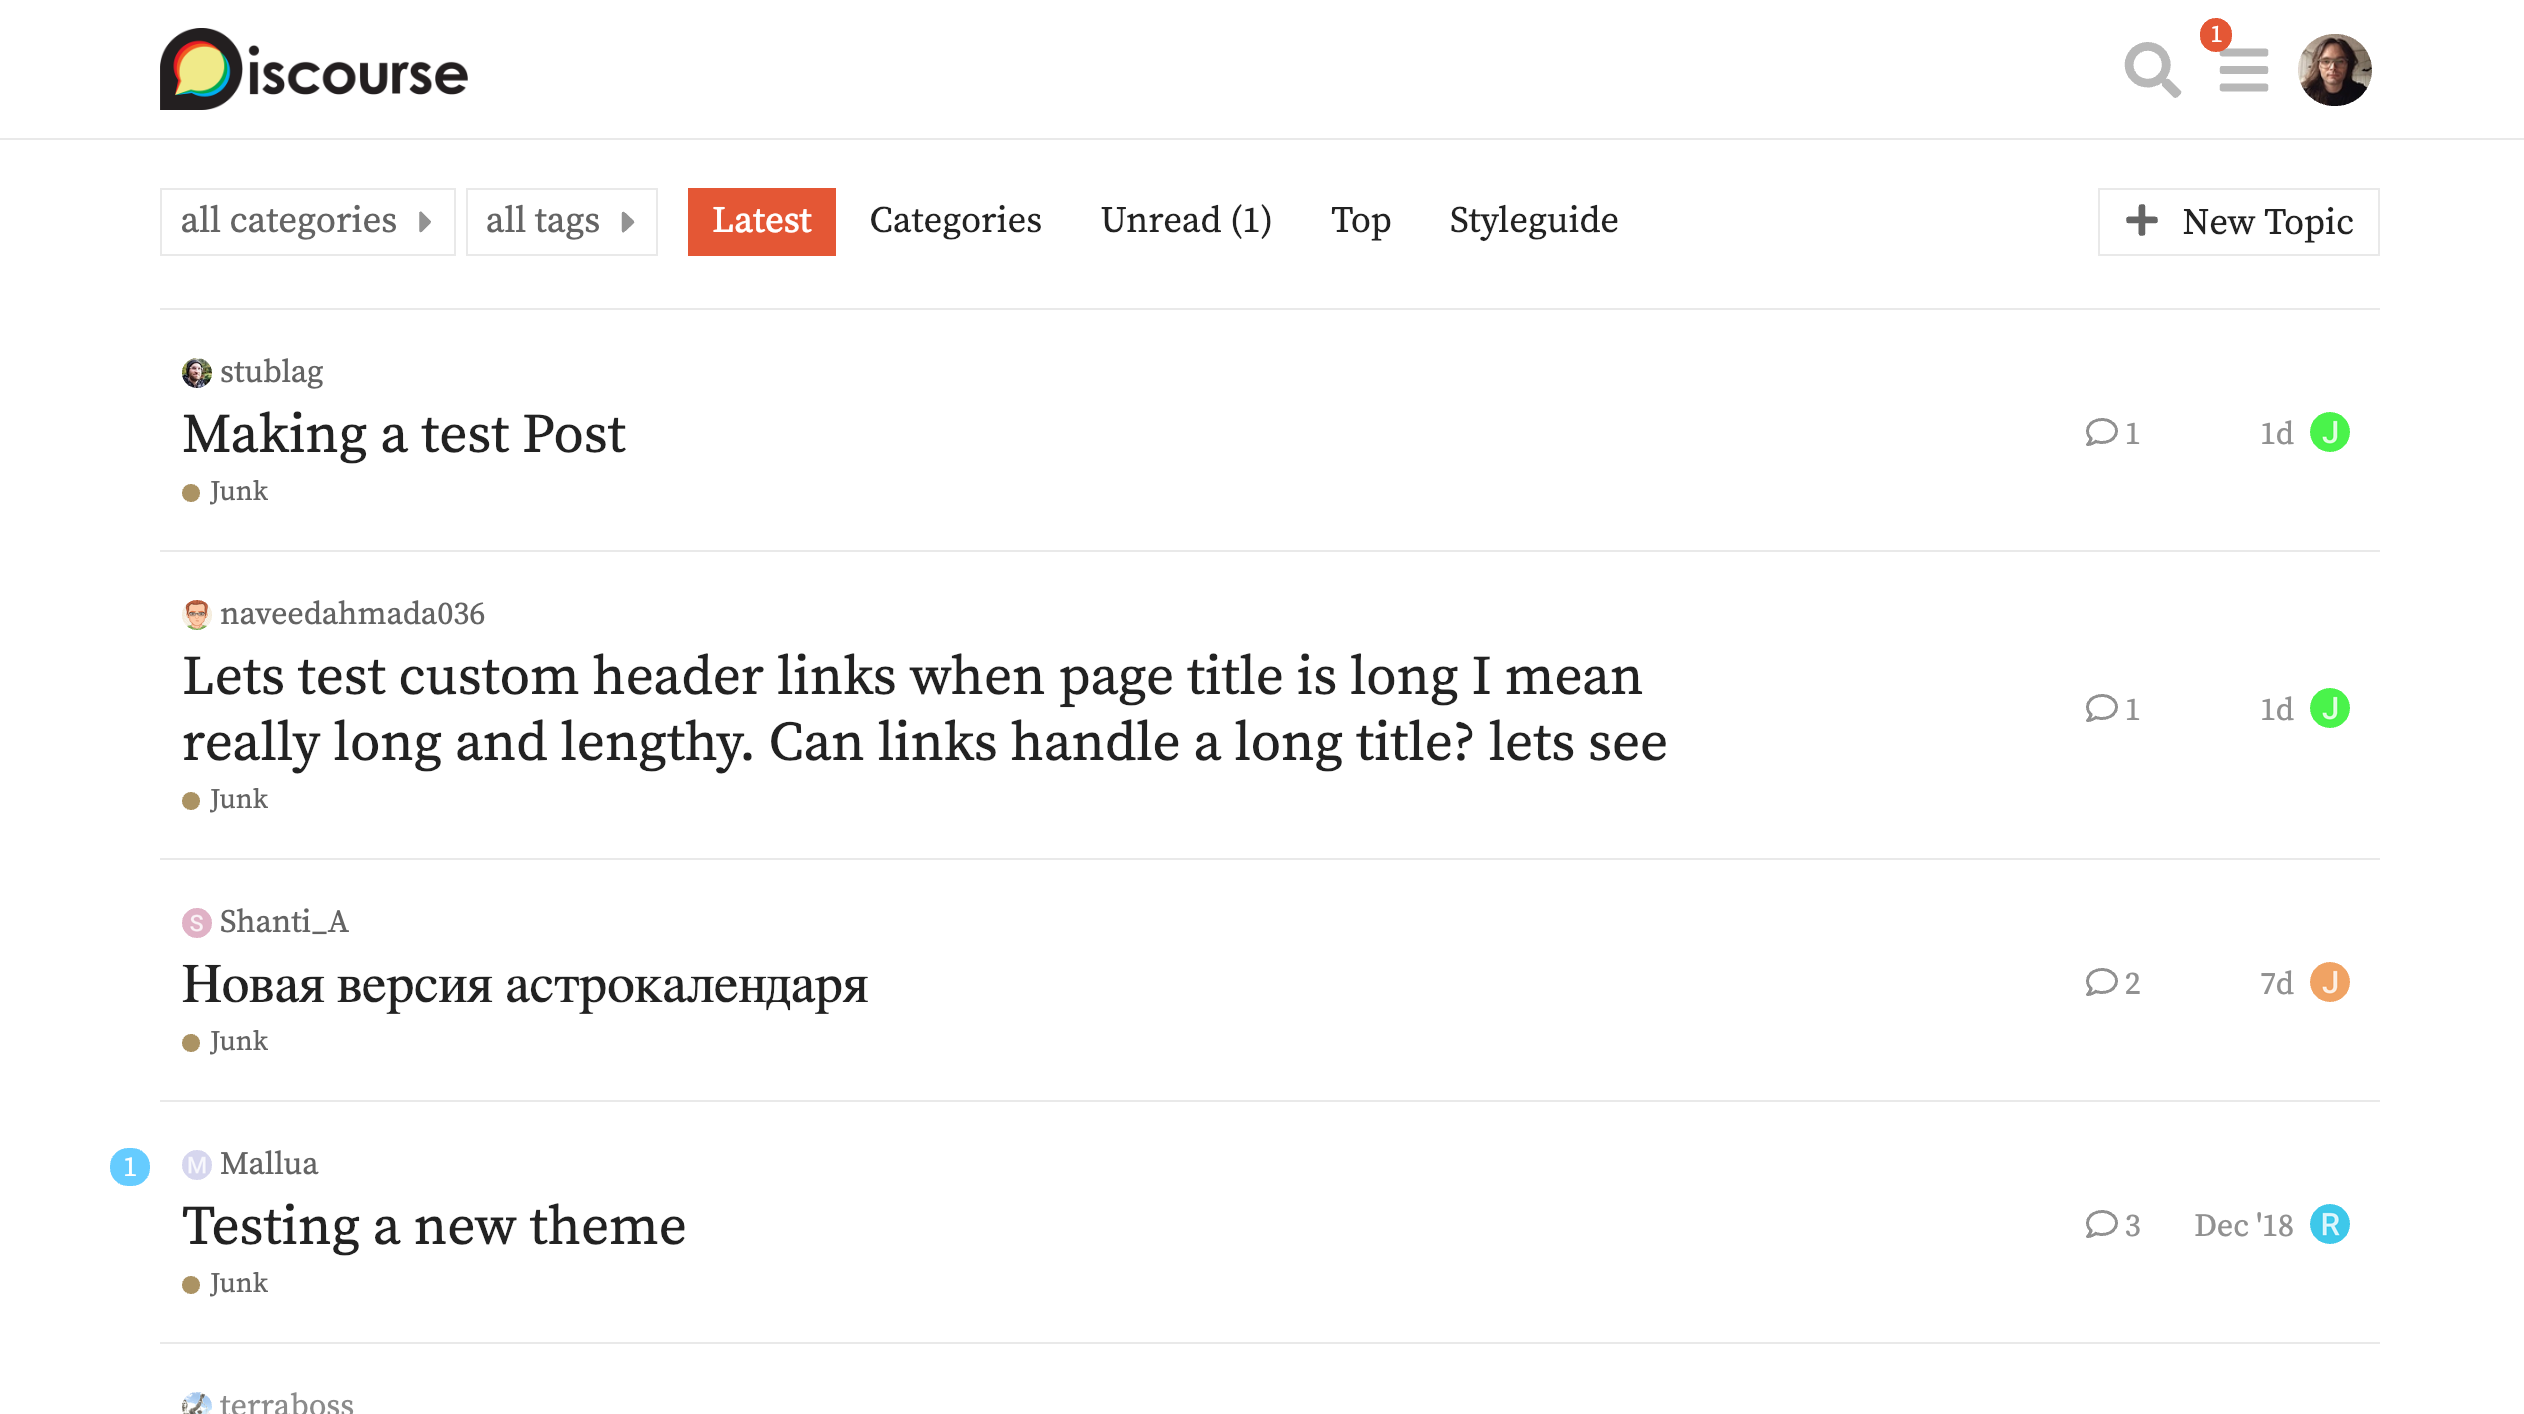 Discourse
1
all categories
all tags
Latest
Categories
Unread (1)
Top
Styleguide
New Topic
stublag
Making a test Post
Junk
1
1d
J
naveedahmada036
Lets test custom header links when page title is long I mean
really long and lengthy. Can links handle a long title? lets see
Junk
1
1d
J
S
Shanti_A
Новая версия астрокалендаря
Junk
2
7d
J
1
M
Mallua
Testing a new theme
Junk
3
Dec '18
R
terraboss